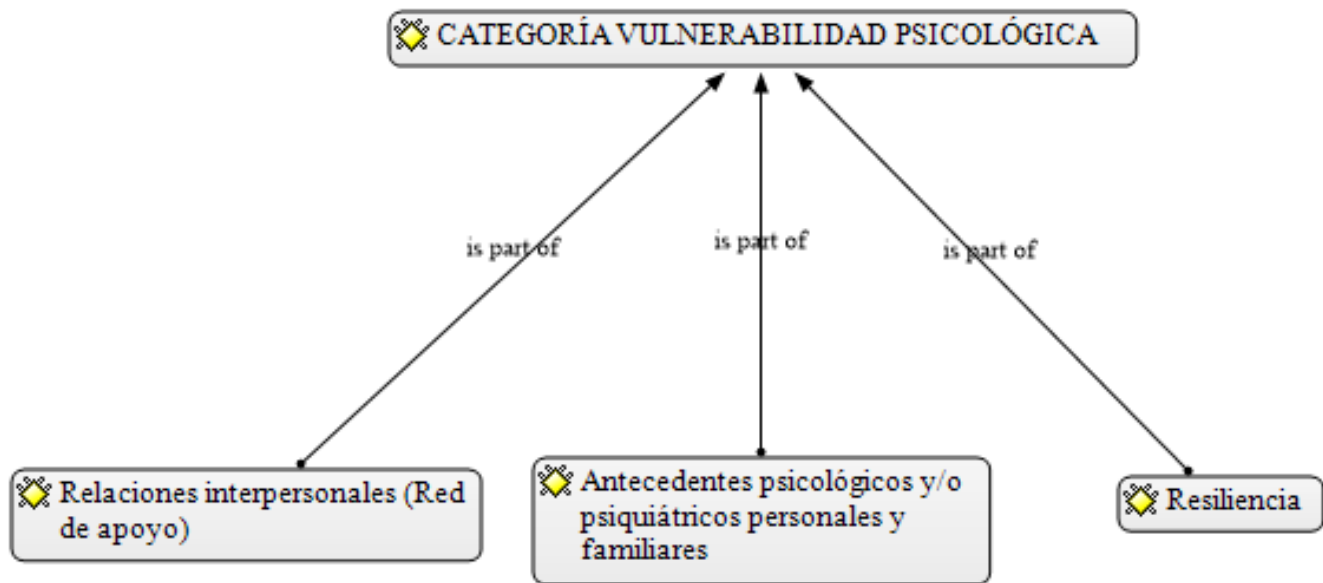 CATEGORÍA VULNERABILIDAD PSICOLÓGICA
is part of
is part of
is part of
Relaciones interpersonales (Red
de apoyo)
Antecedentes psicológicos y/o
psiquiátricos personales y
familiares
Resiliencia